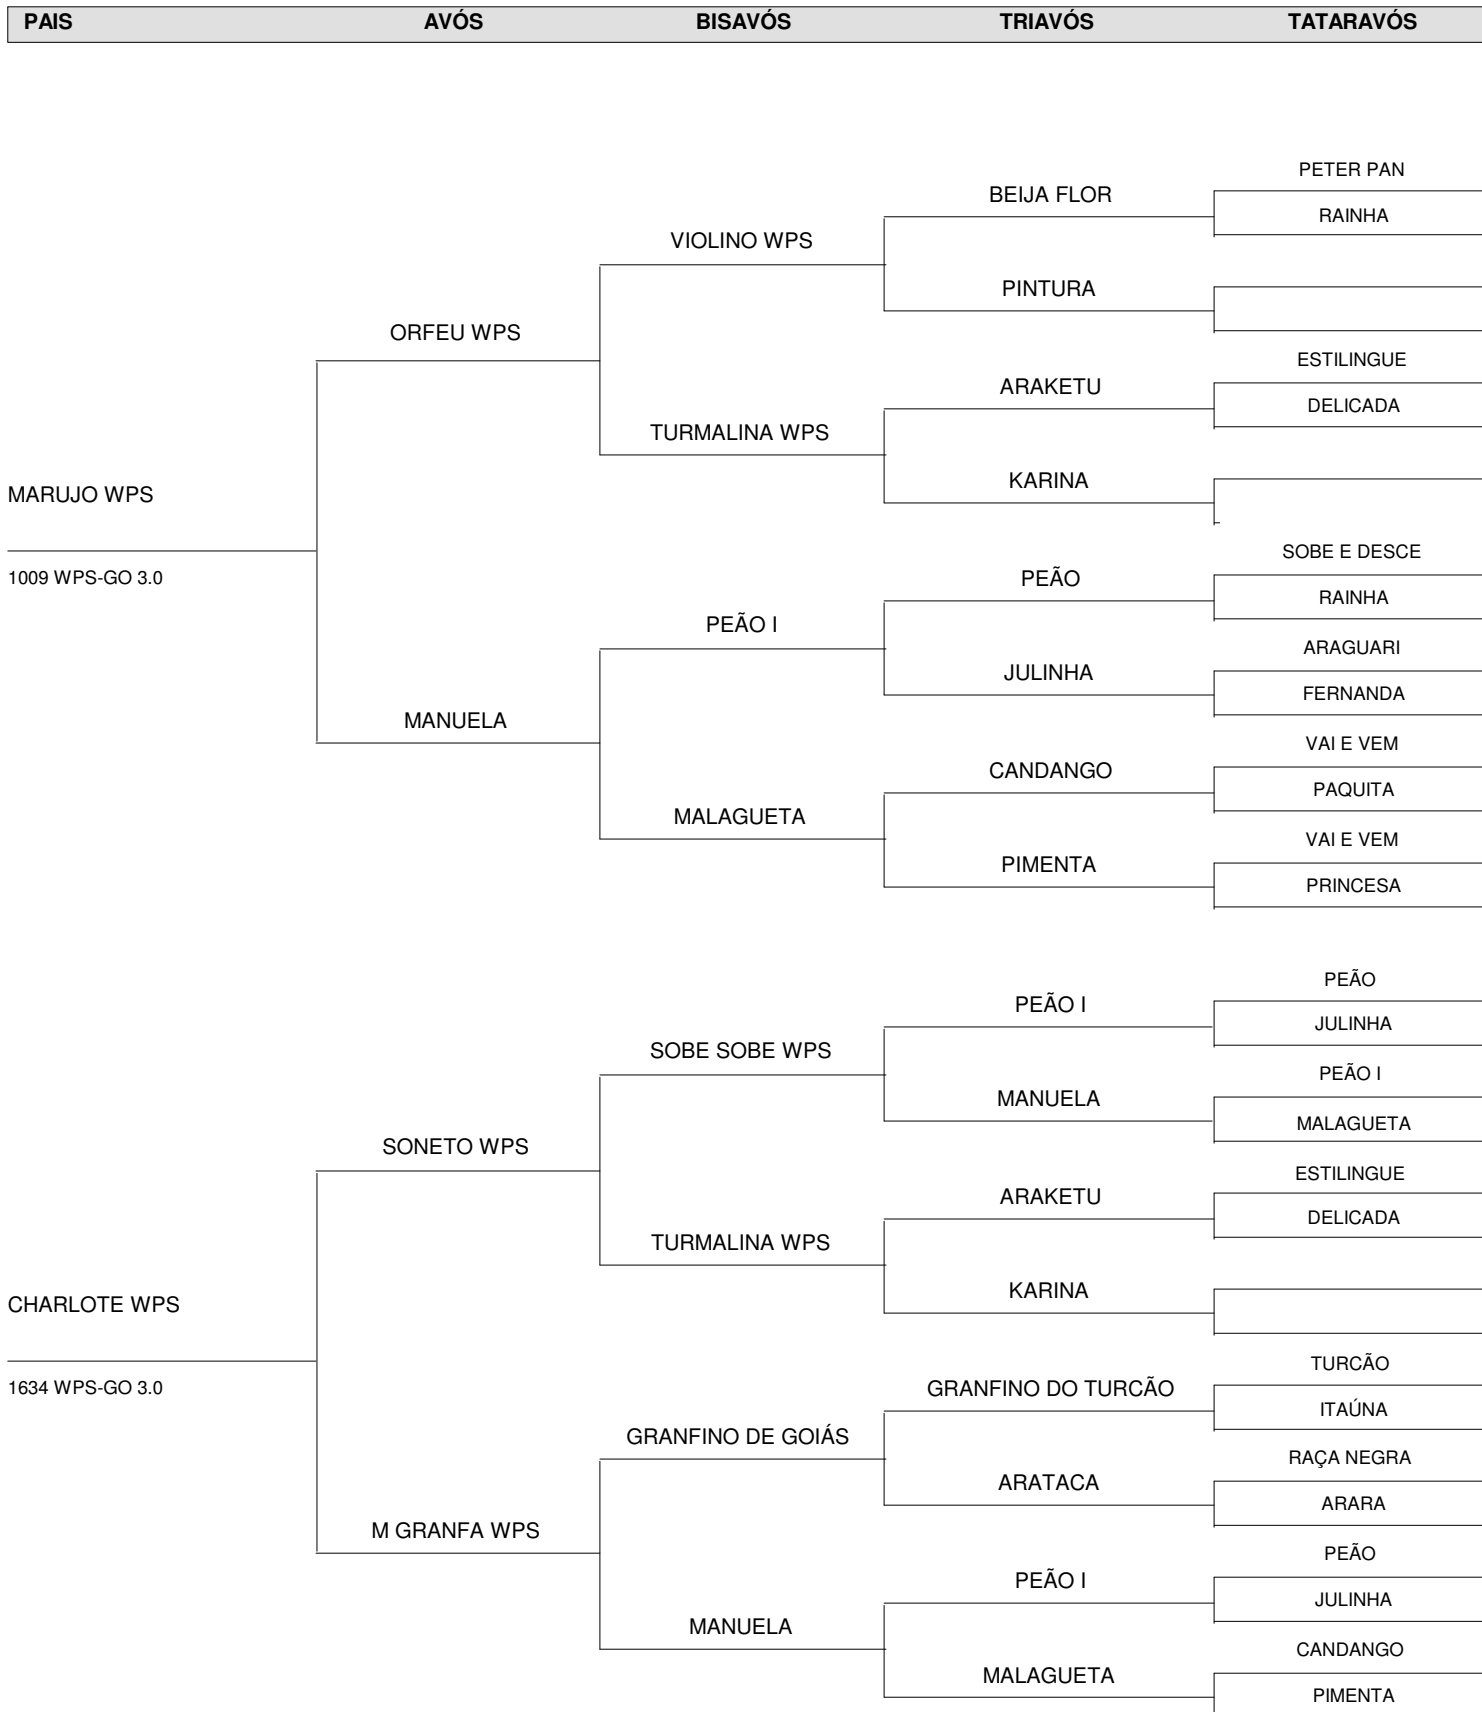 PAIS AVÓS BISAVÓS TRIAVÓS TATARAVÓS
PETER PAN
BEIJA FLOR
RAINHA
VIOLINO WPS
PINTURA
ORFEU WPS
ESTILINGUE
ARAKETU
DELICADA
TURMALINA WPS
KARINA
MARUJO WPS
1009 WPS-GO 3.0
SOBE E DESCE
PEÃO
RAINHA
PEÃO I
ARAGUARI
JULINHA
FERNANDA
MANUELA
VAI E VEM
CANDANGO
PAQUITA
MALAGUETA
VAI E VEM
PIMENTA
PRINCESA
PEÃO
PEÃO I
JULINHA
SOBE SOBE WPS
PEÃO I
MANUELA
MALAGUETA
SONETO WPS
ESTILINGUE
ARAKETU
DELICADA
TURMALINA WPS
KARINA
CHARLOTE WPS
1634 WPS-GO 3.0
TURCÃO
GRANFINO DO TURCÃO
ITAÚNA
GRANFINO DE GOIÁS
RAÇA NEGRA
ARATACA
ARARA
M GRANFA WPS
PEÃO
PEÃO I
JULINHA
MANUELA
CANDANGO
MALAGUETA
PIMENTA